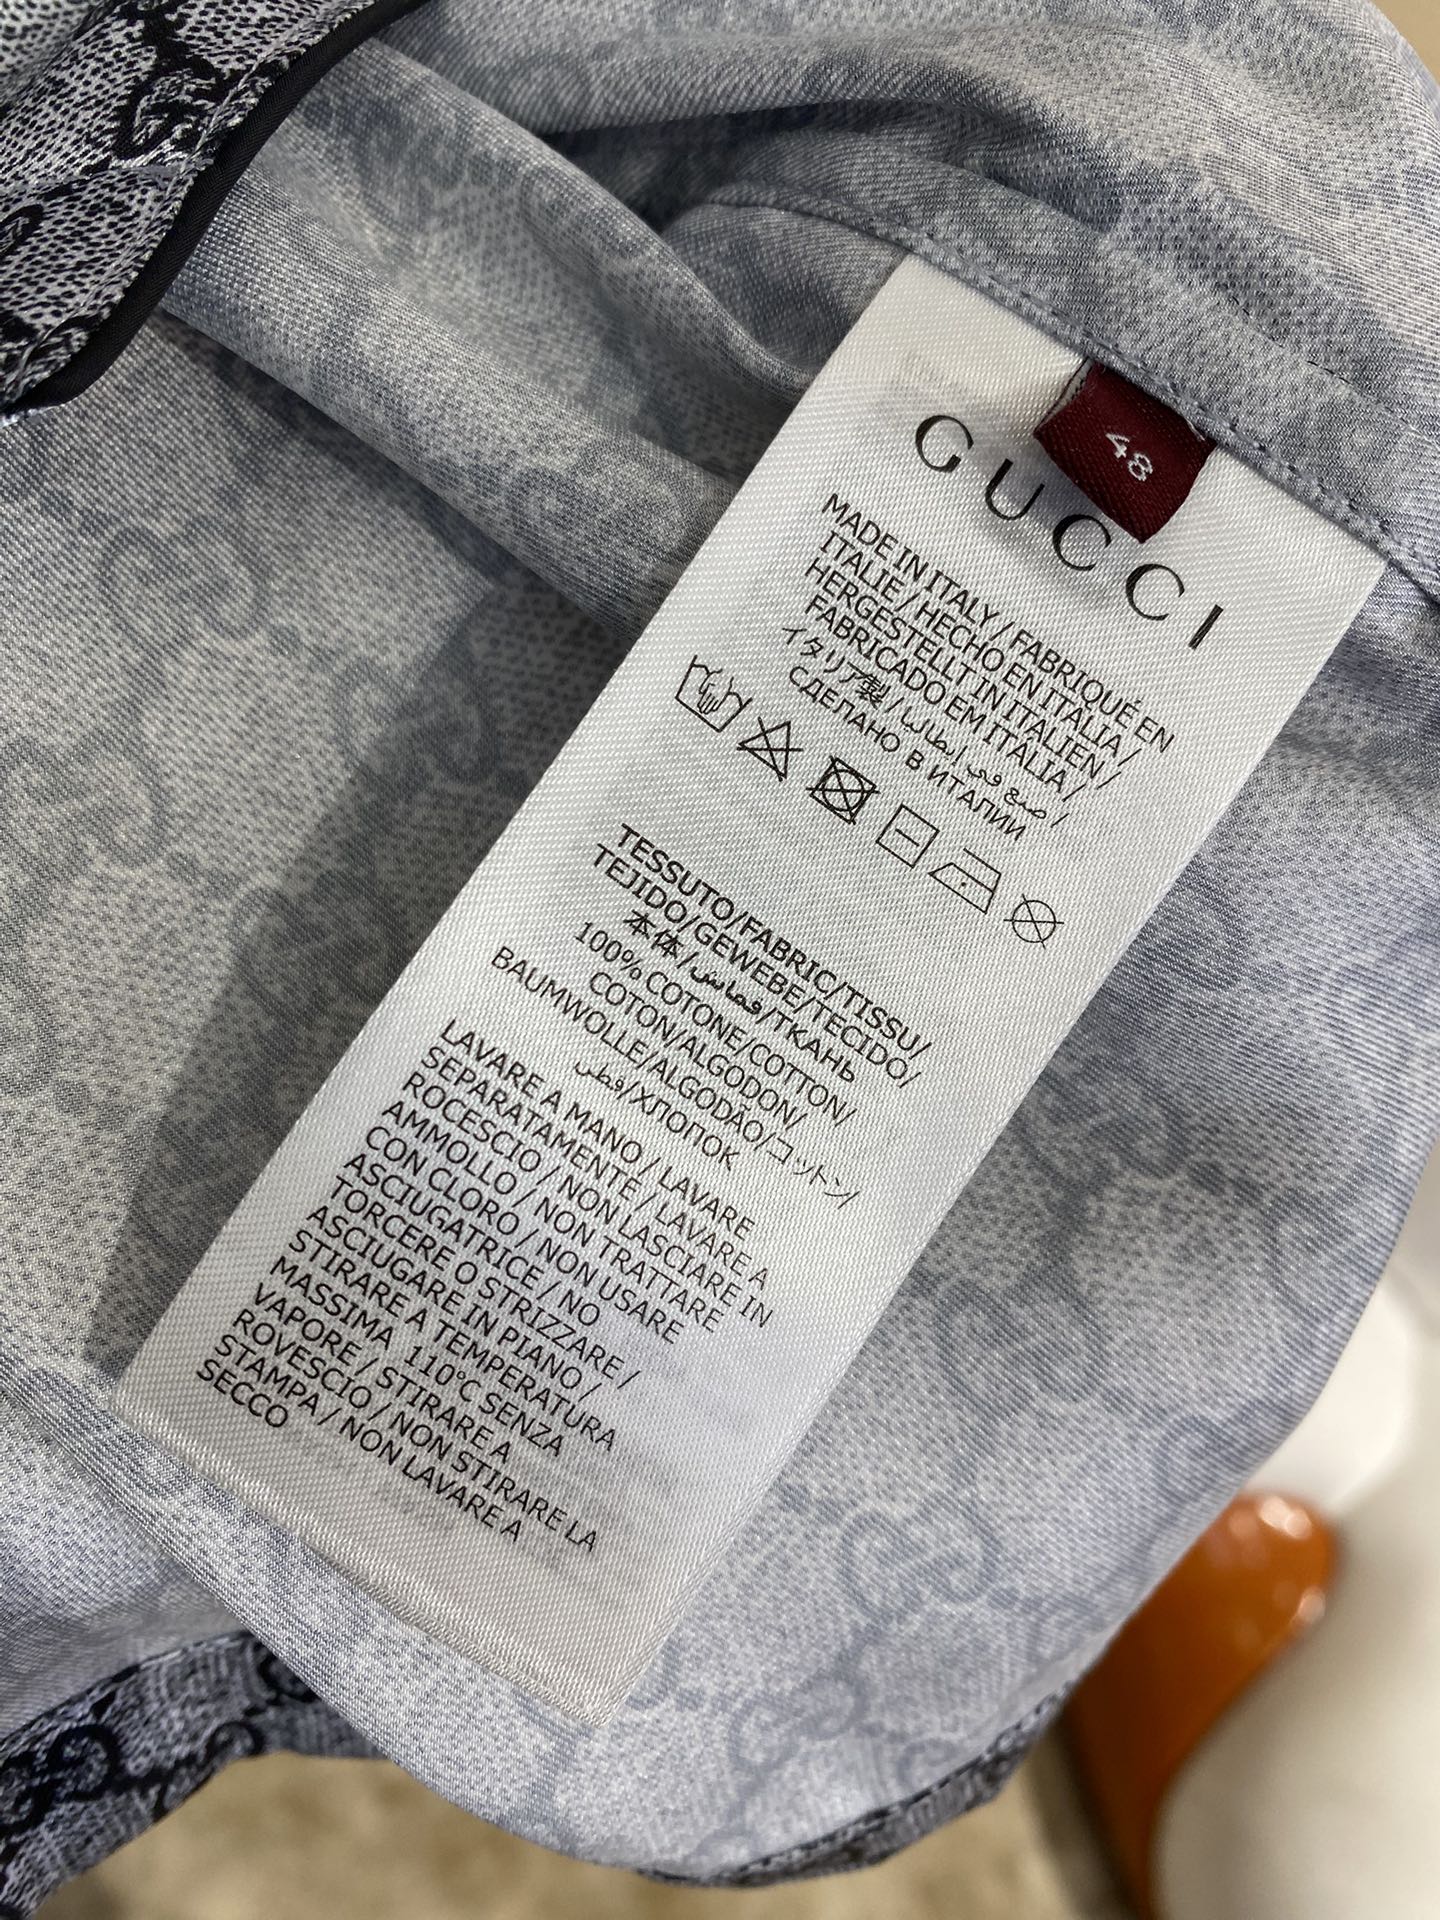 48
GUCCI
MADE IN ITALY / FABRIQUÉ EN
ITALIE / HECHO EN ITALIA /
HERGESTELLT IN ITALIEN /
FABRICADO EM ITÁLIA /
イタリア製 / صنع في إيطاليا /
СДЕЛАНО В ИТАЛИИ
TESSUTO/FABRIC/TISSU/
TEJIDO/GEWEBE/TECIDO/
本体/قماش/ТКАНЬ
100% COTONE/COTTON/
COTON/ALGODON/
BAUMWOLLE/ALGODÃO/コットン/
قطن/ХЛОПОК
LAVARE A MANO / LAVARE
SEPARATAMENTE / LAVARE A
ROCESCIO / NON LASCIARE IN
AMMOLLO / NON TRATTARE
CON CLORO / NON USARE
ASCIUGATRICE / NO
TORCERE O STRIZZARE /
ASCIUGARE IN PIANO /
STIRARE A TEMPERATURA
MASSIMA 110°C SENZA
VAPORE / STIRARE A
ROVESCIO / NON STIRARE LA
STAMPA / NON LAVARE A
SECCO